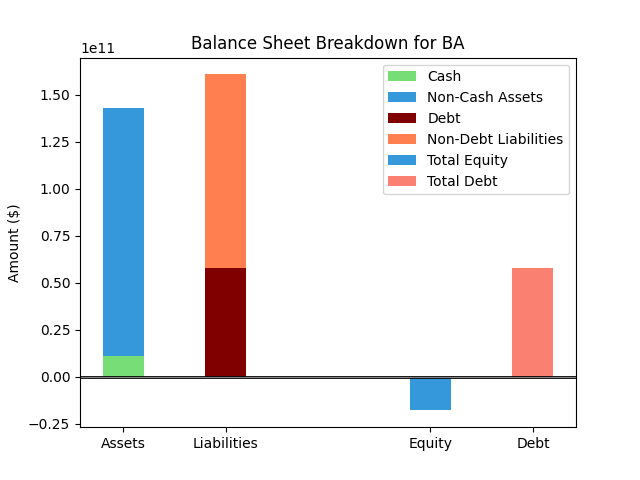 Balance Sheet Breakdown for BA
1e11
Cash
Non-Cash Assets
Debt
Non-Debt Liabilities
Total Equity
Total Debt
Amount ($)
1.50
1.25
1.00
0.75
0.50
0.25
0.00
−0.25
Assets
Liabilities
Equity
Debt